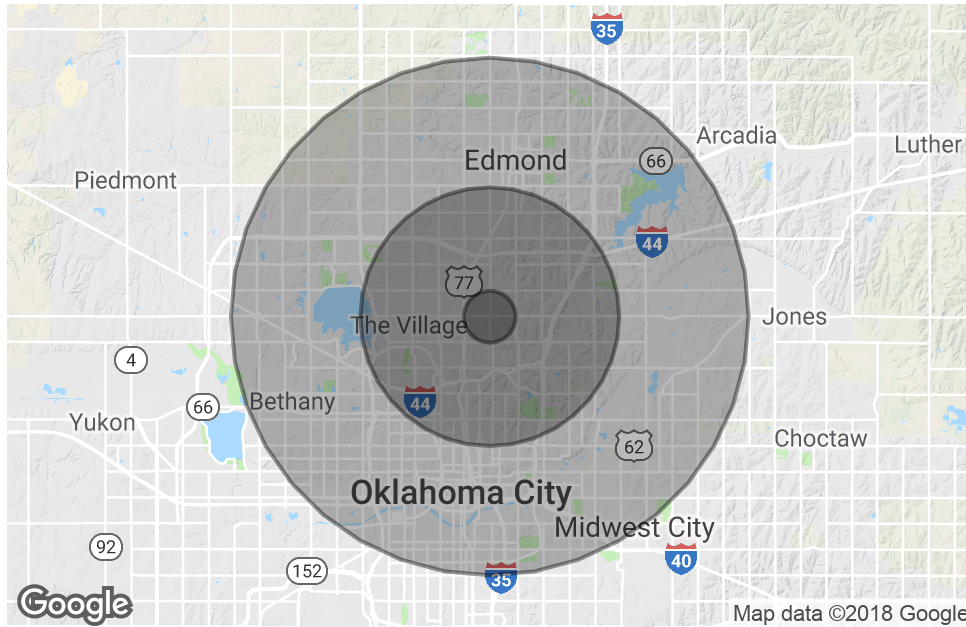 35
Arcadia
Luther
Edmond
66
Piedmont
44
77
Jones
The Village
4
Bethany
44
66
Yukon
Choctaw
62
Oklahoma City
Midwest City
92
40
152
35
Google
Map data ©2018 Google